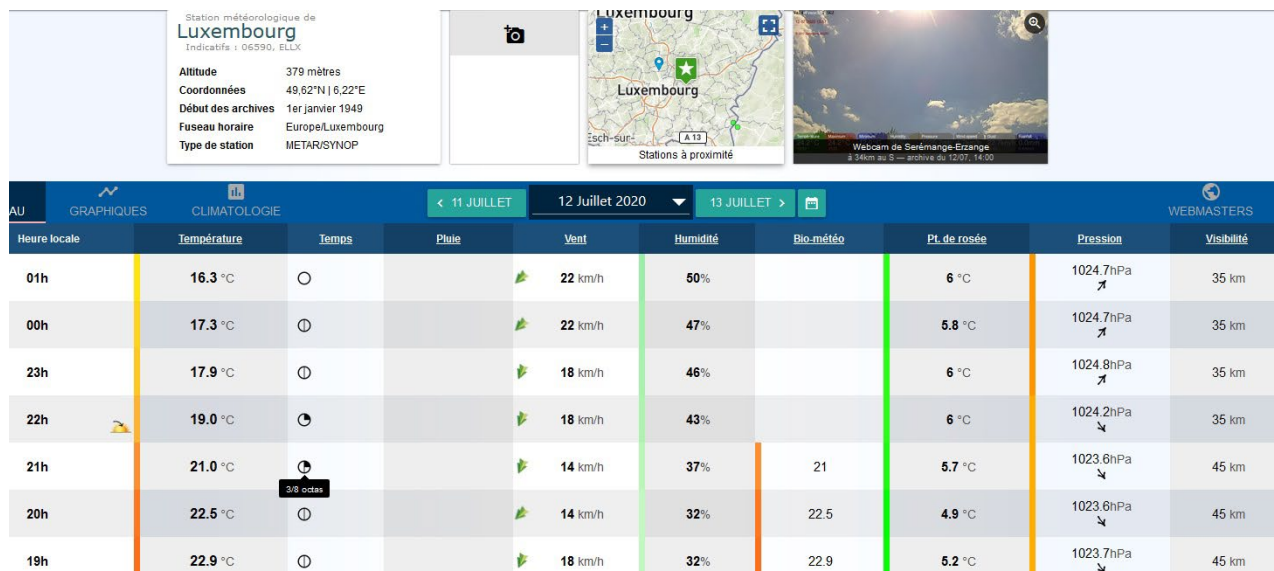 Station météorologique de
Luxembourg
Indicatifs : 06590, ELLX
Altitude 379 mètres
Coordonnées 49,62°N | 6,22°E
Début des archives 1er janvier 1949
Fuseau horaire Europe/Luxembourg
Type de station METAR/SYNOP
Luxembourg
+
−
Luxembourg
Esch-sur-
A 13
Stations à proximité
Webcam de Serémange-Erzange
à 34km au S — archive du 12/07, 14:00
AU GRAPHIQUES CLIMATOLOGIE < 11 JUILLET 12 Juillet 2020 13 JUILLET > WEBMASTERS
Heure locale Température Temps Pluie Vent Humidité Bio-météo Pt. de rosée Pression Visibilité
01h 16.3 °C 22 km/h 50% 6 °C 1024.7hPa 35 km
00h 17.3 °C 22 km/h 47% 5.8 °C 1024.7hPa 35 km
23h 17.9 °C 18 km/h 46% 6 °C 1024.8hPa 35 km
22h 19.0 °C 18 km/h 43% 6 °C 1024.2hPa 35 km
21h 21.0 °C 14 km/h 37% 21 5.7 °C 1023.6hPa 45 km
3/8 octas
20h 22.5 °C 14 km/h 32% 22.5 4.9 °C 1023.6hPa 45 km
19h 22.9 °C 18 km/h 32% 22.9 5.2 °C 1023.7hPa 45 km